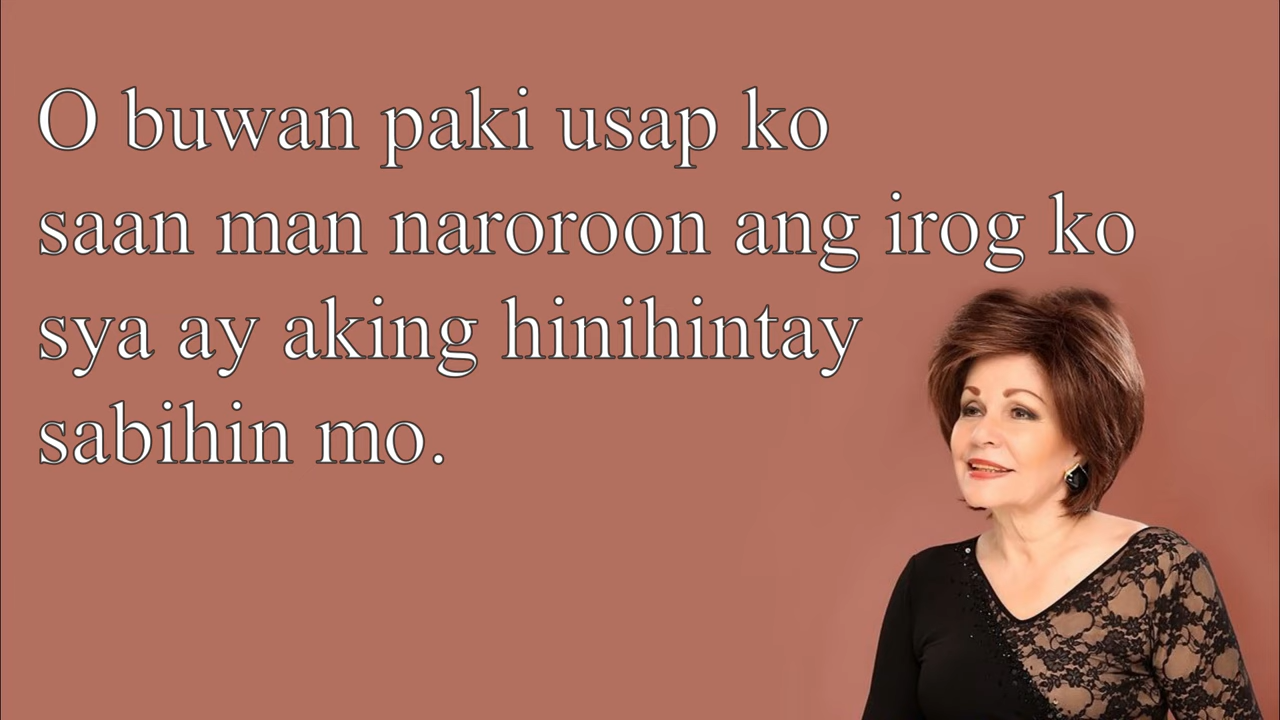 O buwan paki usap ko
saan man naroroon ang irog ko
sya ay aking hinihintay
sabihin mo.